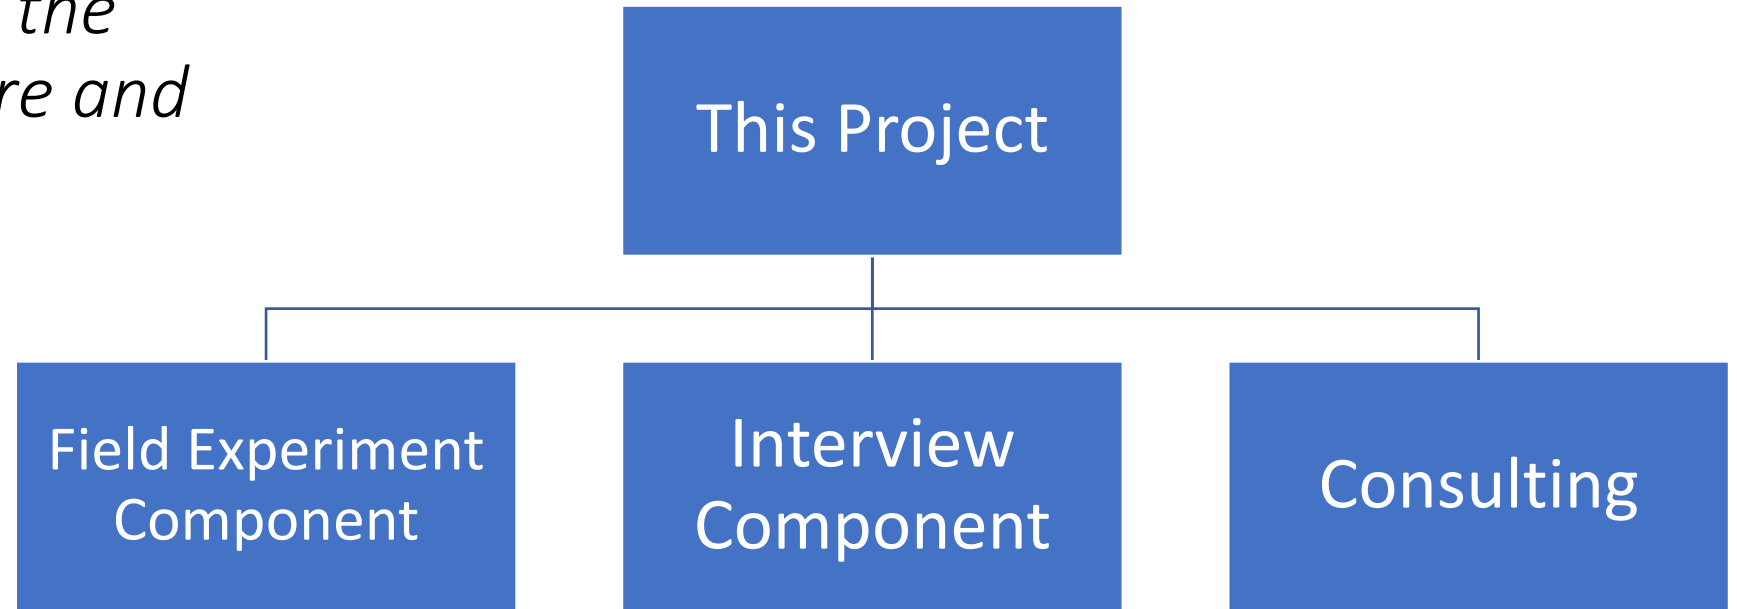 the
re and
This Project
Field Experiment
Component
Interview
Component
Consulting